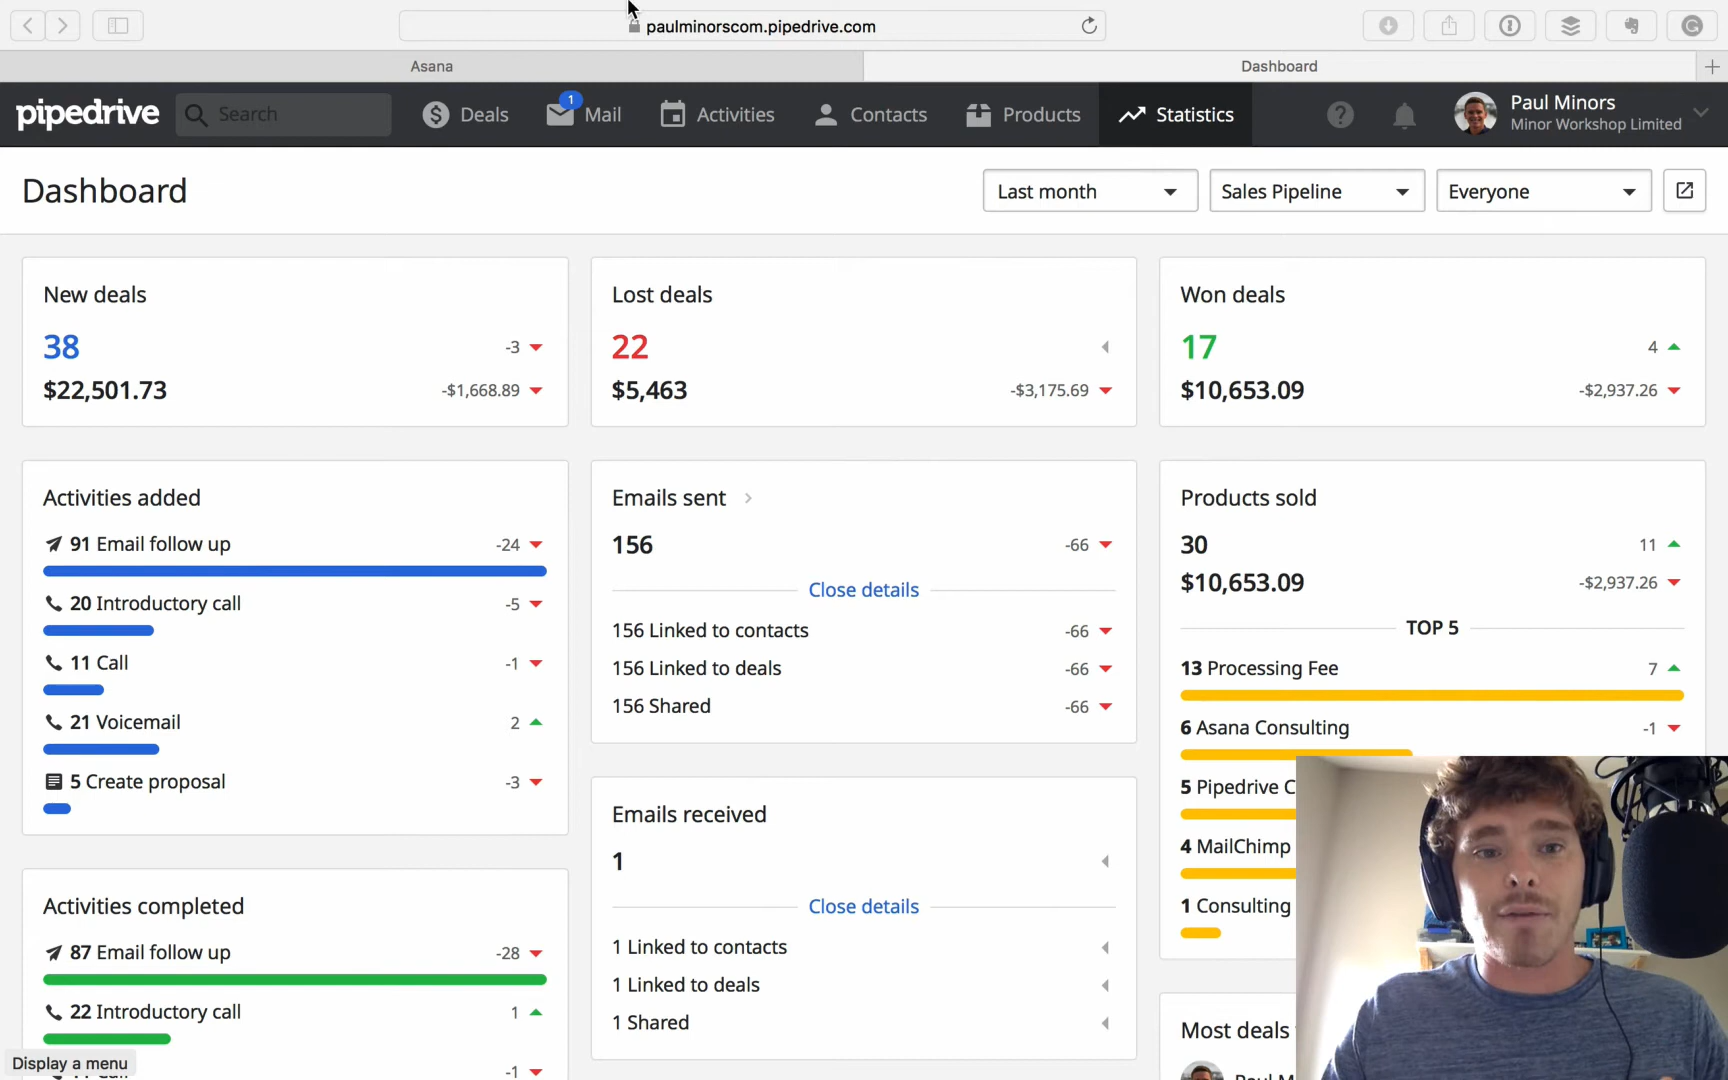 paulminorscom.pipedrive.com
Asana
Dashboard
pipedrive
Search
Deals
1
Mail
Activities
Contacts
Products
Statistics
Paul Minors
Minor Workshop Limited
Dashboard
Last month
Sales Pipeline
Everyone
New deals
38
-3
$22,501.73
-$1,668.89
Lost deals
22
$5,463
-$3,175.69
Won deals
17
4
$10,653.09
-$2,937.26
Activities added
91 Email follow up
-24
20 Introductory call
-5
11 Call
-1
21 Voicemail
2
5 Create proposal
-3
Activities completed
87 Email follow up
-28
22 Introductory call
1
-1
Display a menu
Emails sent
156
-66
Close details
156 Linked to contacts
-66
156 Linked to deals
-66
156 Shared
-66
Emails received
1
Close details
1 Linked to contacts
1 Linked to deals
1 Shared
Products sold
30
11
$10,653.09
-$2,937.26
TOP 5
13 Processing Fee
7
6 Asana Consulting
-1
5 Pipedrive C
4 MailChimp
1 Consulting
Most deals